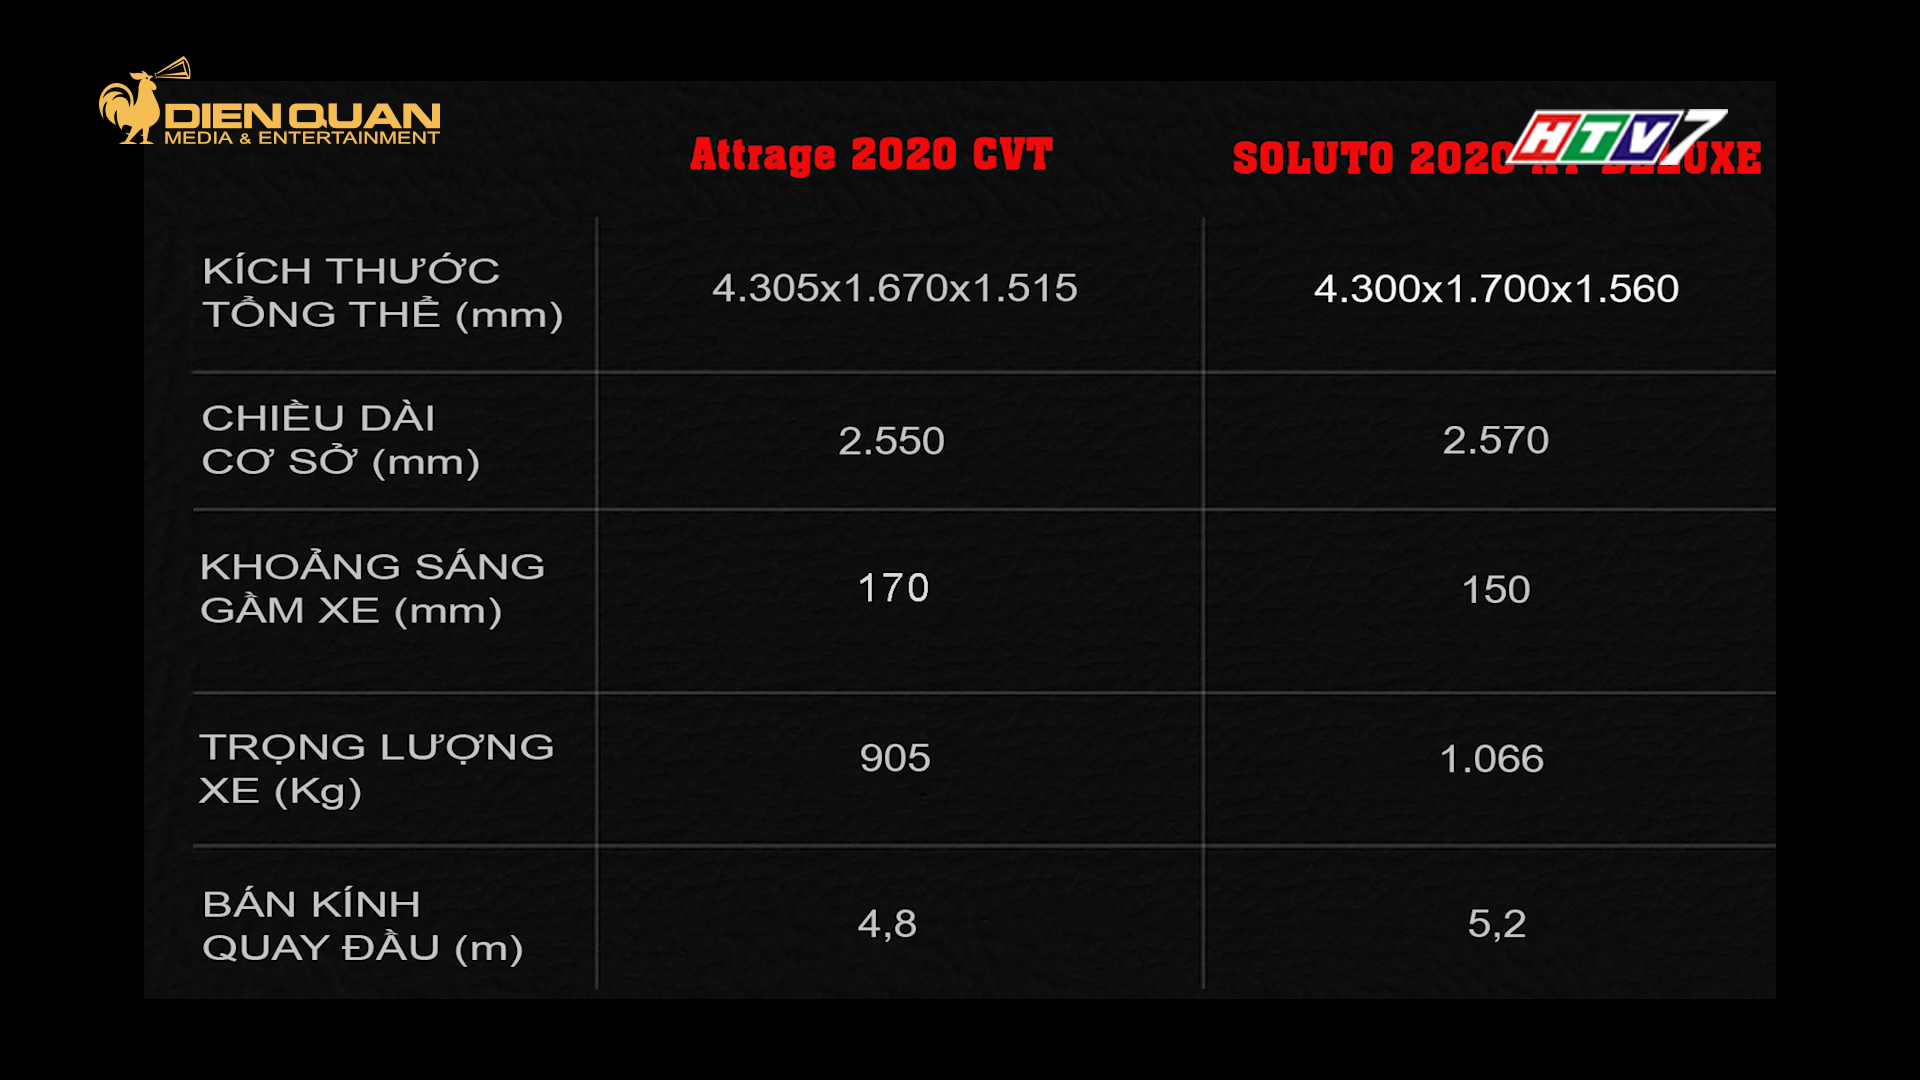 DIEN QUAN
MEDIA & ENTERTAINMENT
HTV7
Attrage 2020 CVT
SOLUTO 2020 DELUXE
KÍCH THƯỚC
TỔNG THỂ (mm)
4.305x1.670x1.515
4.300x1.700x1.560
CHIỀU DÀI
CƠ SỞ (mm)
2.550
2.570
KHOẢNG SÁNG
GẦM XE (mm)
170
150
TRỌNG LƯỢNG
XE (Kg)
905
1.066
BÁN KÍNH
QUAY ĐẦU (m)
4,8
5,2